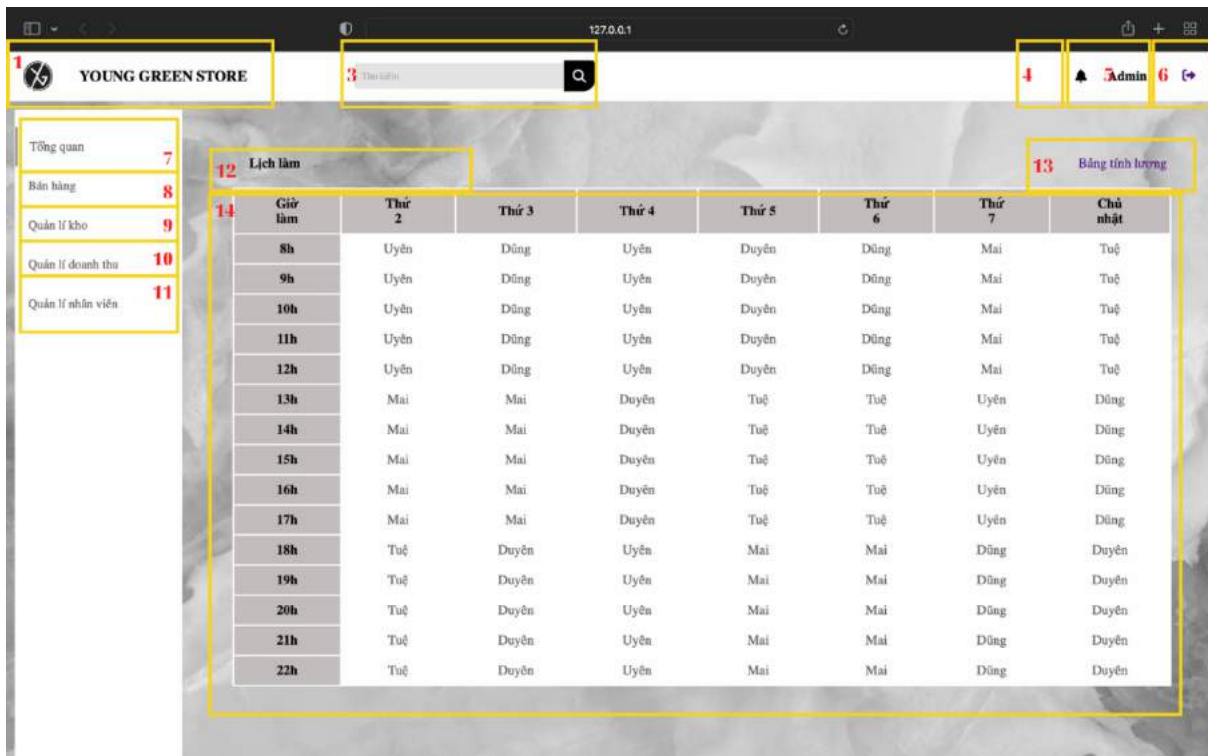 127.0.0.1
1 YOUNG GREEN STORE 3 Tìm kiếm 4 5 Admin 6
Tổng quan 7
Bán hàng 8
Quản lí kho 9
Quản lí doanh thu 10
Quản lí nhân viên 11
12 Lịch làm 13 Bảng tính lương
14 Giờ làm Thứ 2 Thứ 3 Thứ 4 Thứ 5 Thứ 6 Thứ 7 Chủ nhật
8h Uyên Dũng Uyên Duyên Dũng Mai Tuệ
9h Uyên Dũng Uyên Duyên Dũng Mai Tuệ
10h Uyên Dũng Uyên Duyên Dũng Mai Tuệ
11h Uyên Dũng Uyên Duyên Dũng Mai Tuệ
12h Uyên Dũng Uyên Duyên Dũng Mai Tuệ
13h Mai Mai Duyên Tuệ Tuệ Uyên Dũng
14h Mai Mai Duyên Tuệ Tuệ Uyên Dũng
15h Mai Mai Duyên Tuệ Tuệ Uyên Dũng
16h Mai Mai Duyên Tuệ Tuệ Uyên Dũng
17h Mai Mai Duyên Tuệ Tuệ Uyên Dũng
18h Tuệ Duyên Uyên Mai Mai Dũng Duyên
19h Tuệ Duyên Uyên Mai Mai Dũng Duyên
20h Tuệ Duyên Uyên Mai Mai Dũng Duyên
21h Tuệ Duyên Uyên Mai Mai Dũng Duyên
22h Tuệ Duyên Uyên Mai Mai Dũng Duyên